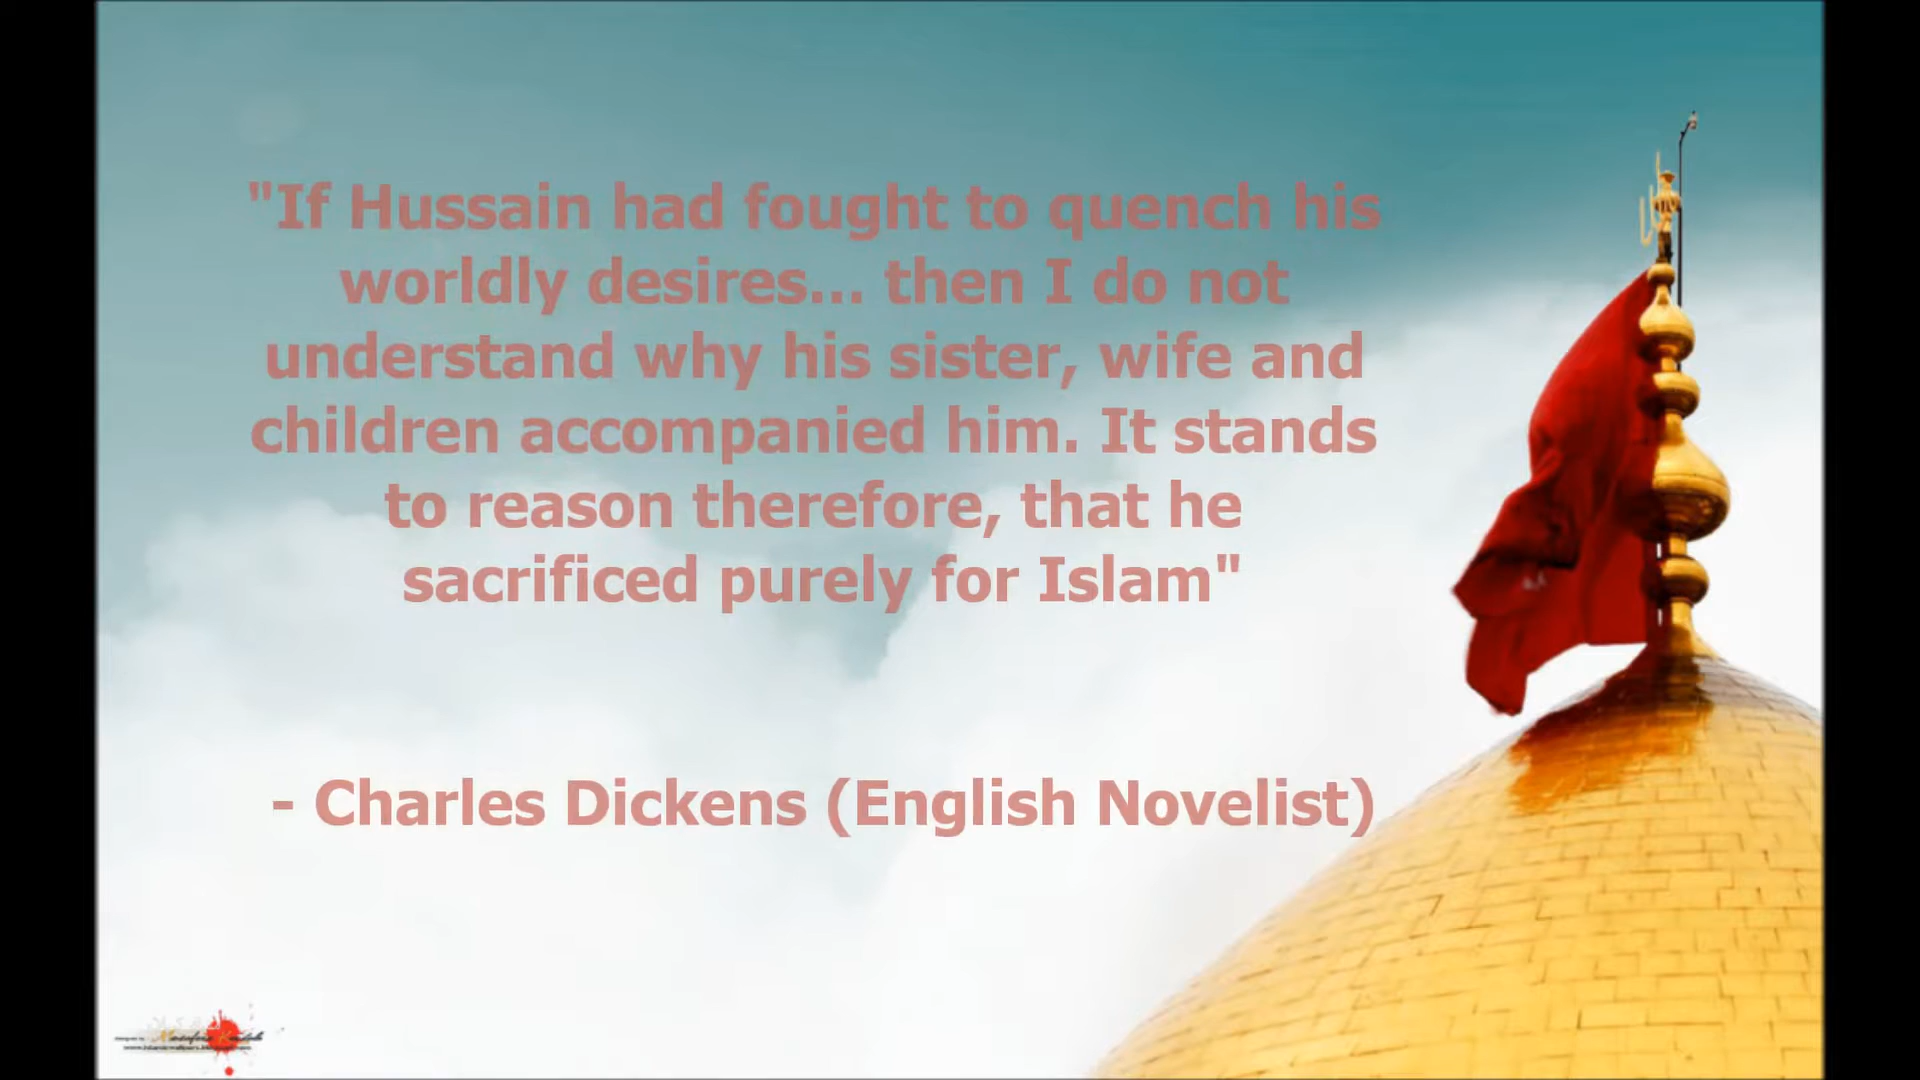 "If Hussain had fought to quench his
worldly desires... then I do not
understand why his sister, wife and
children accompanied him. It stands
to reason therefore, that he
sacrificed purely for Islam"
- Charles Dickens (English Novelist)